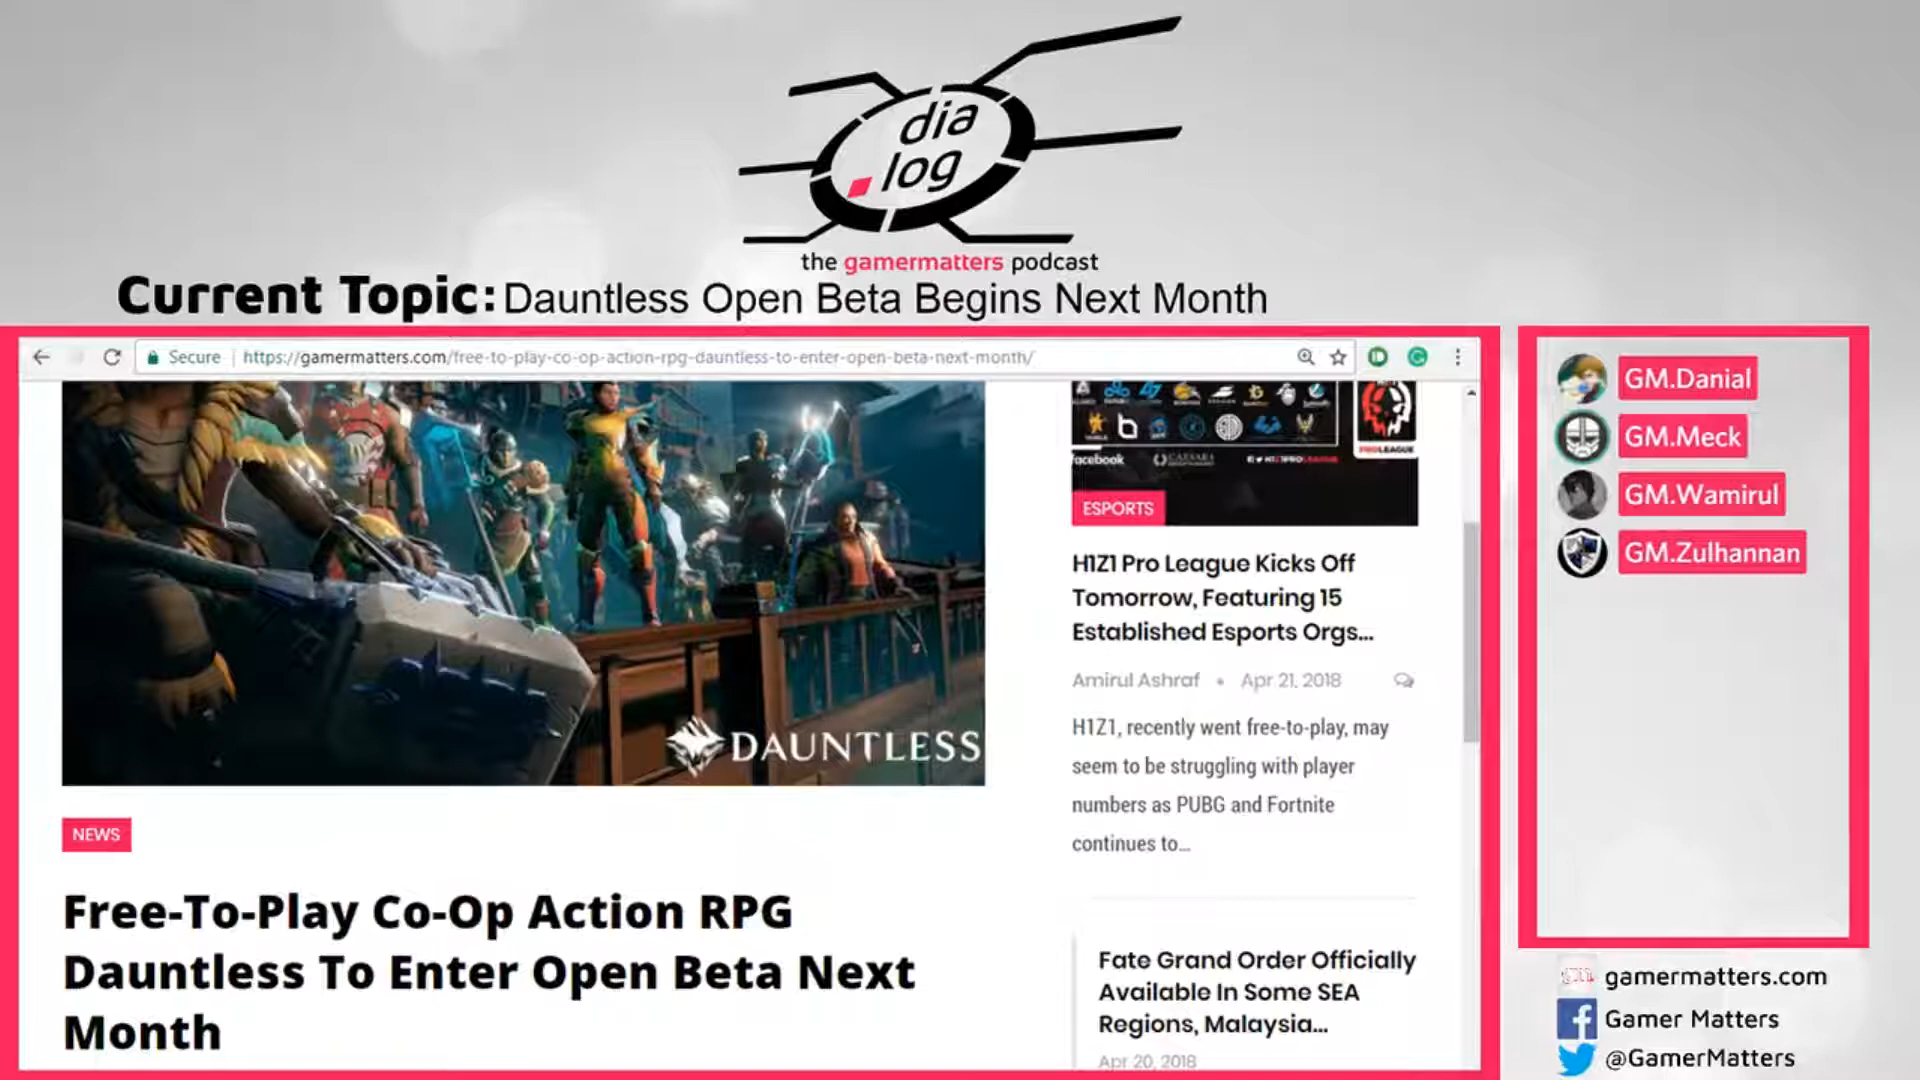 dia
.log
the gamermatters podcast
Current Topic: Dauntless Open Beta Begins Next Month
Secure | https://gamermatters.com/free-to-play-co-op-action-rpg-dauntless-to-enter-open-beta-next-month/
DAUNTLESS
NEWS
Free-To-Play Co-Op Action RPG
Dauntless To Enter Open Beta Next
Month
facebook
CAESARS
PROLEAGUE
ESPORTS
H1Z1 Pro League Kicks Off
Tomorrow, Featuring 15
Established Esports Orgs...
Amirul Ashraf • Apr 21, 2018
H1Z1, recently went free-to-play, may
seem to be struggling with player
numbers as PUBG and Fortnite
continues to...
Fate Grand Order Officially
Available In Some SEA
Regions, Malaysia...
Apr 20, 2018
GM.Danial
GM.Meck
GM.Wamirul
GM.Zulhannan
gamermatters.com
Gamer Matters
@GamerMatters